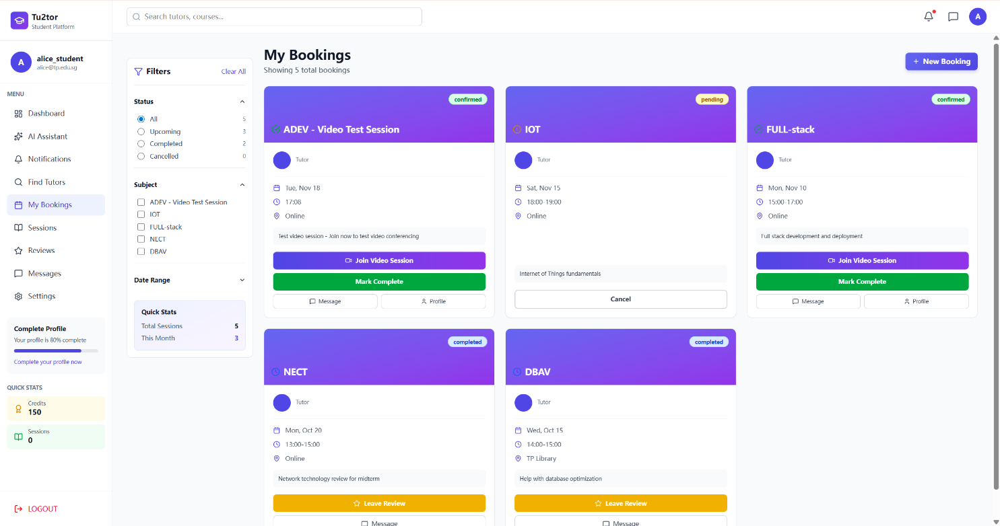 Tu2tor
Student Platform
Search tutors, courses...
A
A
alice_student
alice@tp.edu.sg
MENU
Dashboard
AI Assistant
Notifications
Find Tutors
My Bookings
Sessions
Reviews
Messages
Settings
Complete Profile
Your profile is 80% complete
Complete your profile now
QUICK STATS
Credits
150
Sessions
0
LOGOUT
Filters Clear All
Status
All 5
Upcoming 3
Completed 2
Cancelled 0
Subject
ADEV - Video Test Session
IOT
FULL-stack
NECT
DBAV
Date Range
Quick Stats
Total Sessions 5
This Month 3
My Bookings
Showing 5 total bookings
+ New Booking
confirmed
ADEV - Video Test Session
Tutor
Tue, Nov 18
17:08
Online
Test video session - Join now to test video conferencing
Join Video Session
Mark Complete
Message Profile
pending
IOT
Tutor
Sat, Nov 15
18:00-19:00
Online
Internet of Things fundamentals
Cancel
confirmed
FULL-stack
Tutor
Mon, Nov 10
15:00-17:00
Online
Full stack development and deployment
Join Video Session
Mark Complete
Message Profile
completed
NECT
Tutor
Mon, Oct 20
13:00-15:00
Online
Network technology review for midterm
Leave Review
Message
completed
DBAV
Tutor
Wed, Oct 15
14:00-15:00
TP Library
Help with database optimization
Leave Review
Message